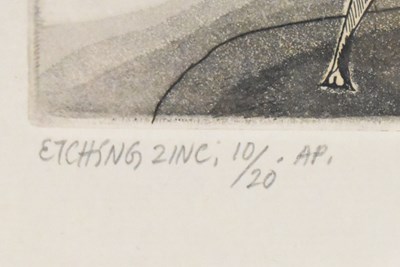 ETCHING, ZINC; 10/20 . AP.